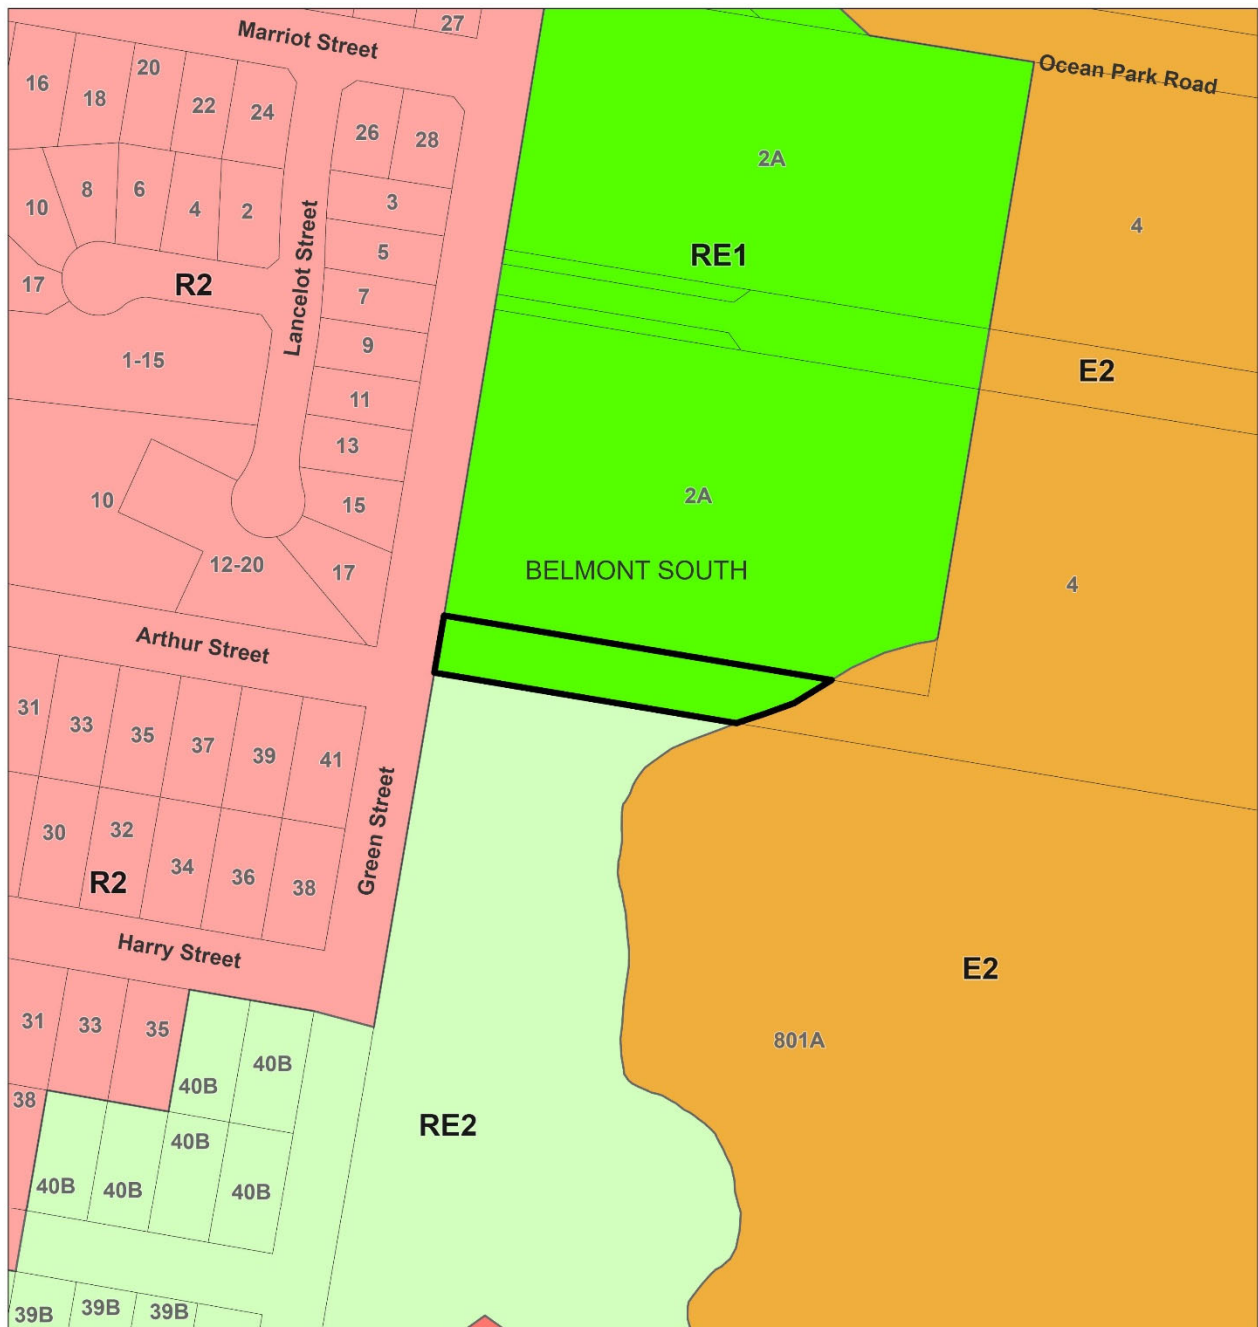 27
Marriot Street
Ocean Park Road
16
18
20
22
24
26
28
2A
4
10
8
6
4
2
3
5
RE1
17
R2
Lancelot Street
7
9
1-15
11
E2
13
10
15
2A
12-20
17
BELMONT SOUTH
4
Arthur Street
31
33
35
37
39
41
Green Street
30
32
34
36
38
R2
Harry Street
E2
31
33
35
801A
40B
40B
38
40B
RE2
40B
40B
40B
39B
39B
39B